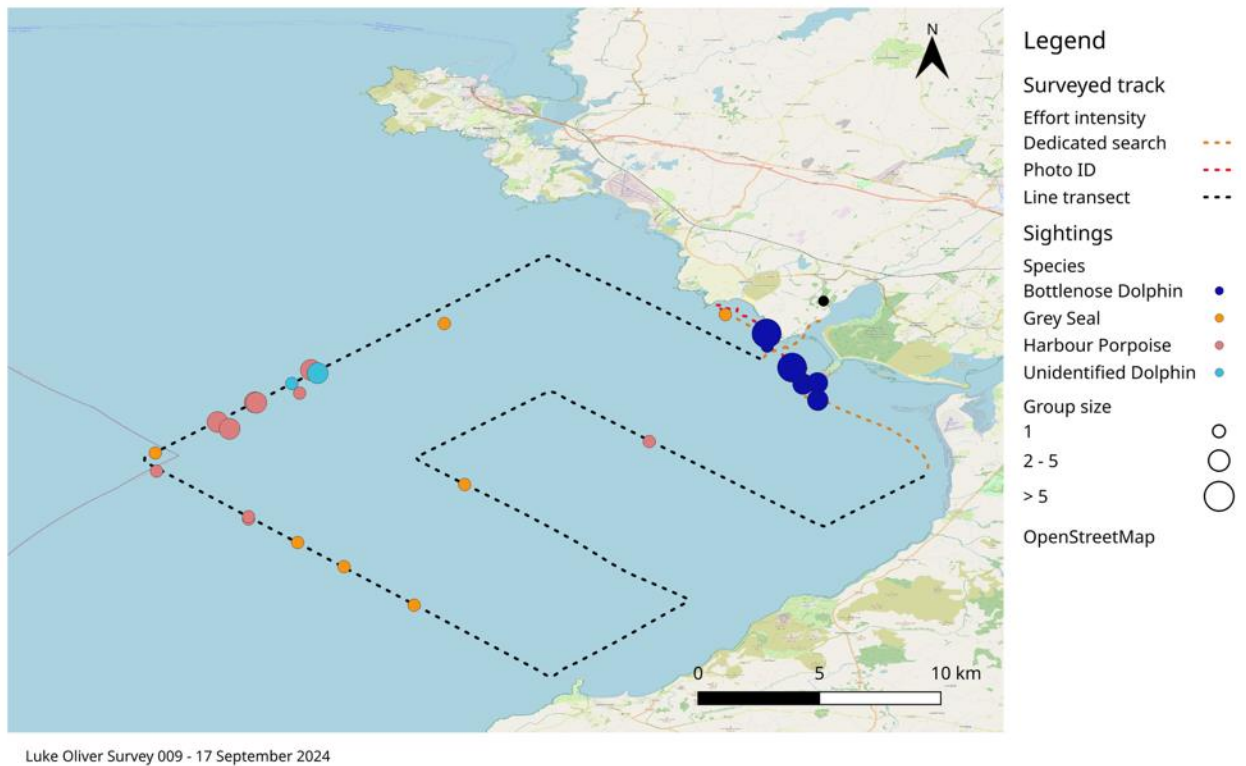 N
0
5
10 km
Legend
Surveyed track
Effort intensity
Dedicated search
Photo ID
Line transect
Sightings
Species
Bottlenose Dolphin
Grey Seal
Harbour Porpoise
Unidentified Dolphin
Group size
1
2 - 5
> 5
OpenStreetMap
Luke Oliver Survey 009 - 17 September 2024